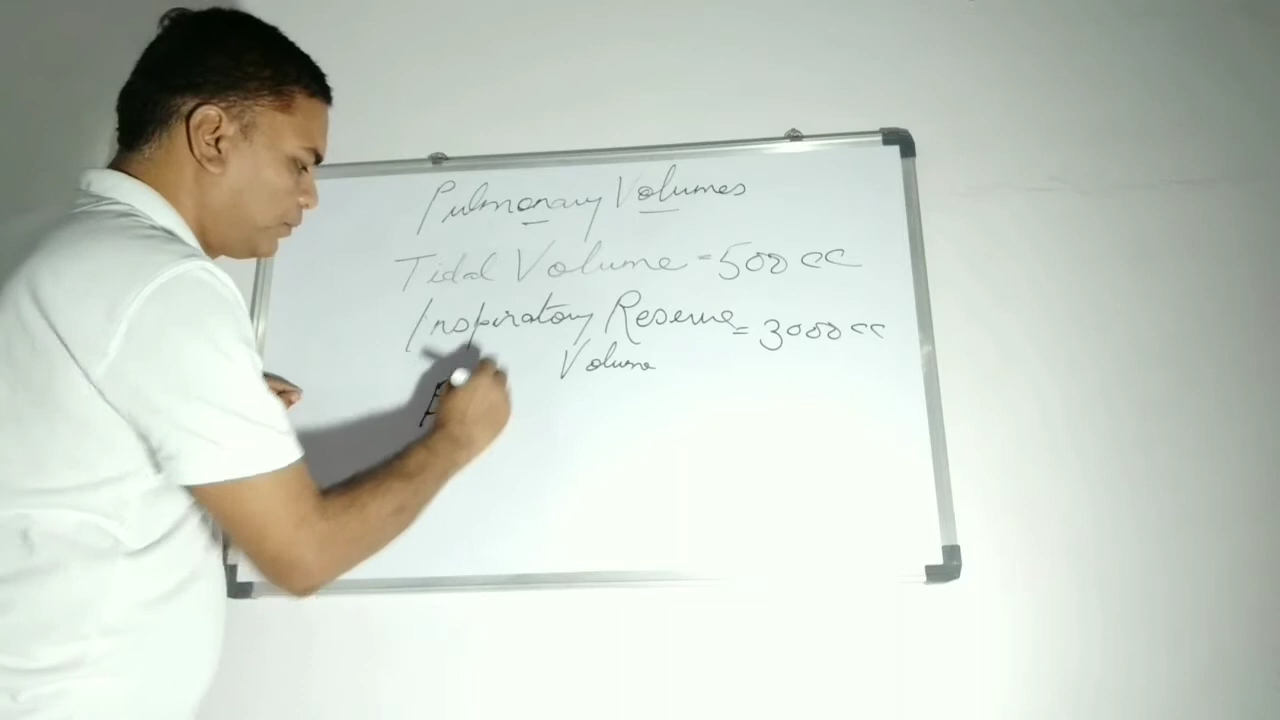 Pulmonary Volumes
Tidal Volume = 500 cc
Inspiratory Reserve = 3000 cc
Volume
E